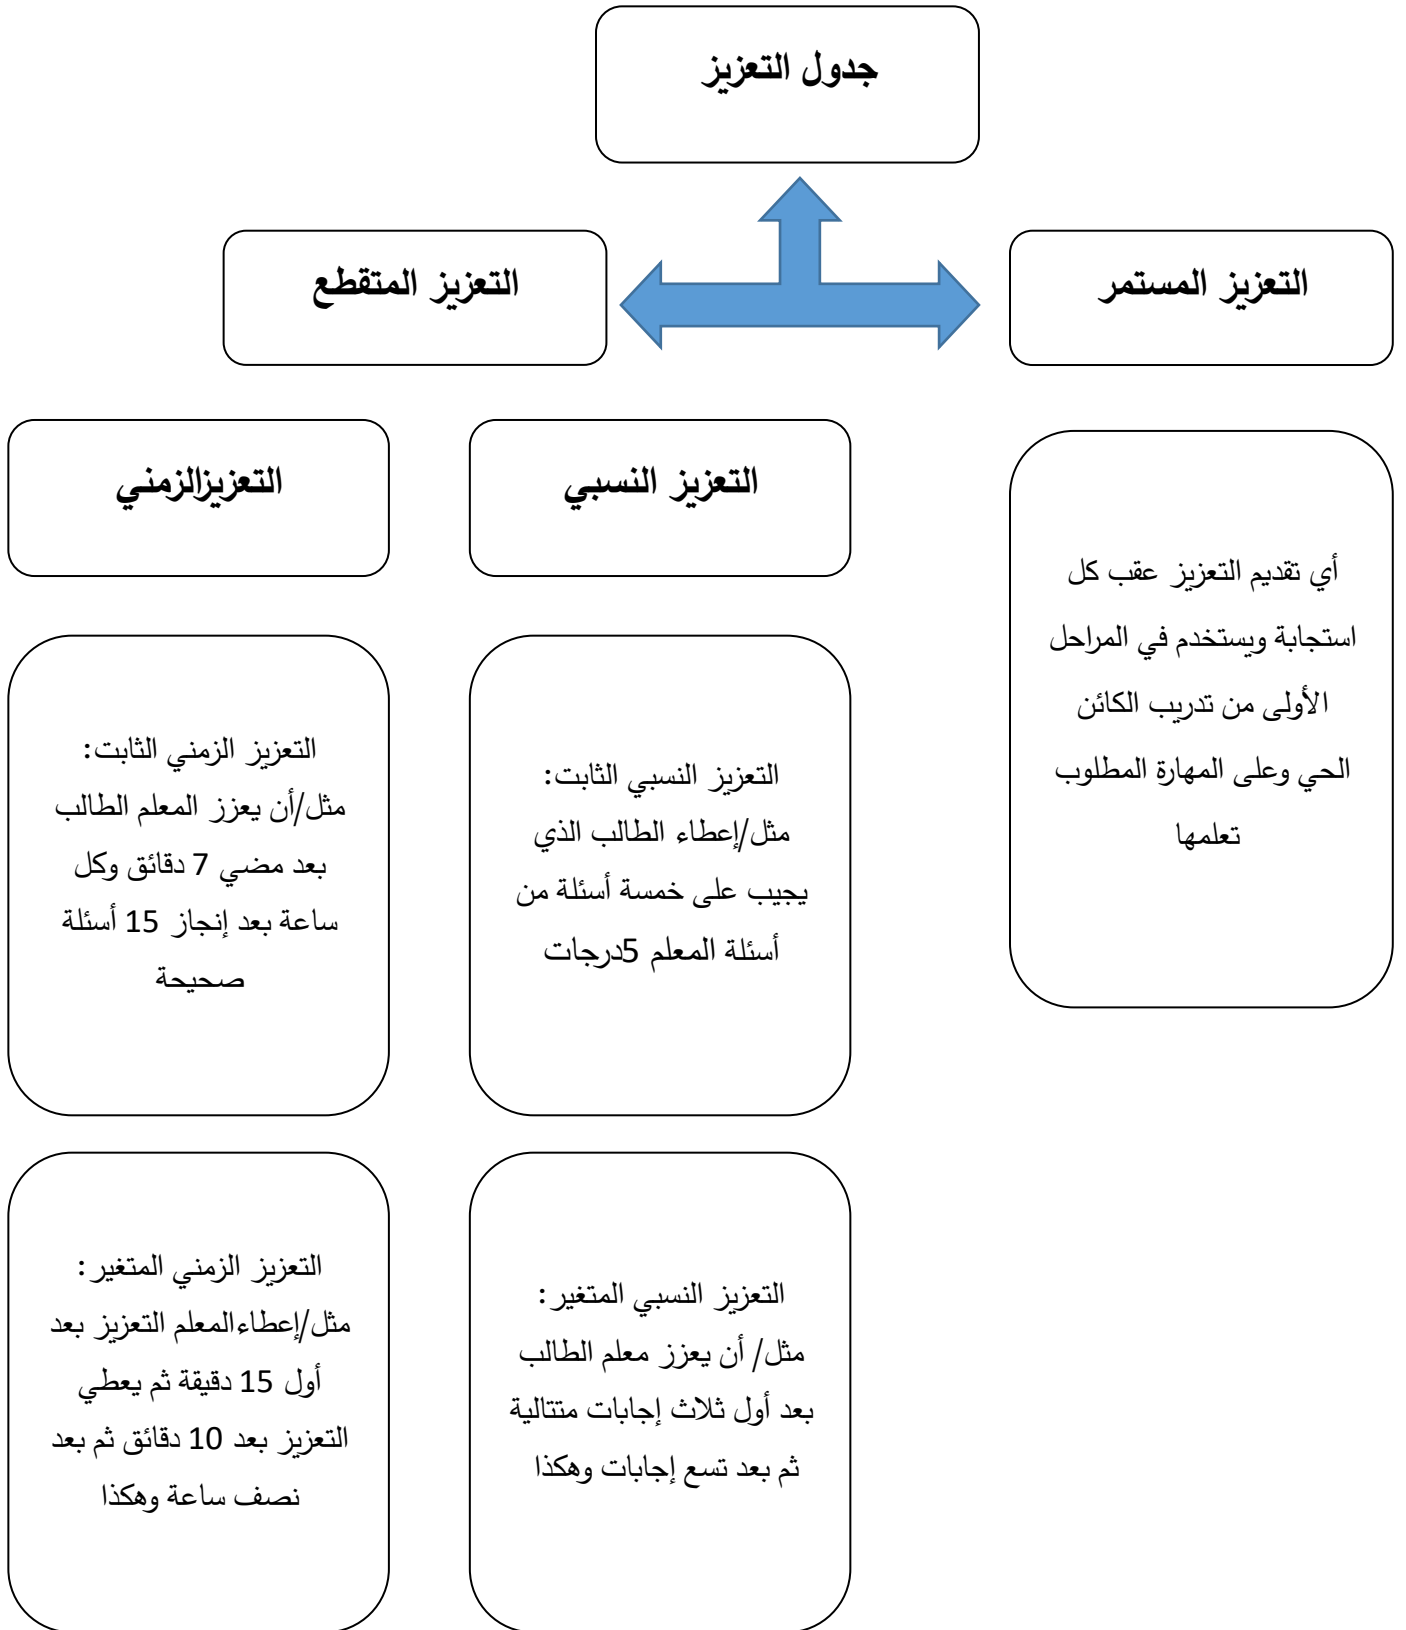 جدول التعزيز
التعزيز المستمر
التعزيز المتقطع
أي تقديم التعزيز عقب كل
استجابة ويستخدم في المراحل
الأولى من تدريب الكائن
الحي وعلى المهارة المطلوب
تعلمها
التعزيز النسبي
التعزيزالزمني
التعزيز النسبي الثابت:
مثل/إعطاء الطالب الذي
يجيب على خمسة أسئلة من
أسئلة المعلم 5درجات
التعزيز الزمني الثابت:
مثل/أن يعزز المعلم الطالب
بعد مضي 7 دقائق وكل
ساعة بعد إنجاز 15 أسئلة
صحيحة
التعزيز النسبي المتغير:
مثل/ أن يعزز معلم الطالب
بعد أول ثلاث إجابات متتالية
ثم بعد تسع إجابات وهكذا
التعزيز الزمني المتغير:
مثل/إعطاءالمعلم التعزيز بعد
أول 15 دقيقة ثم يعطي
التعزيز بعد 10 دقائق ثم بعد
نصف ساعة وهكذا